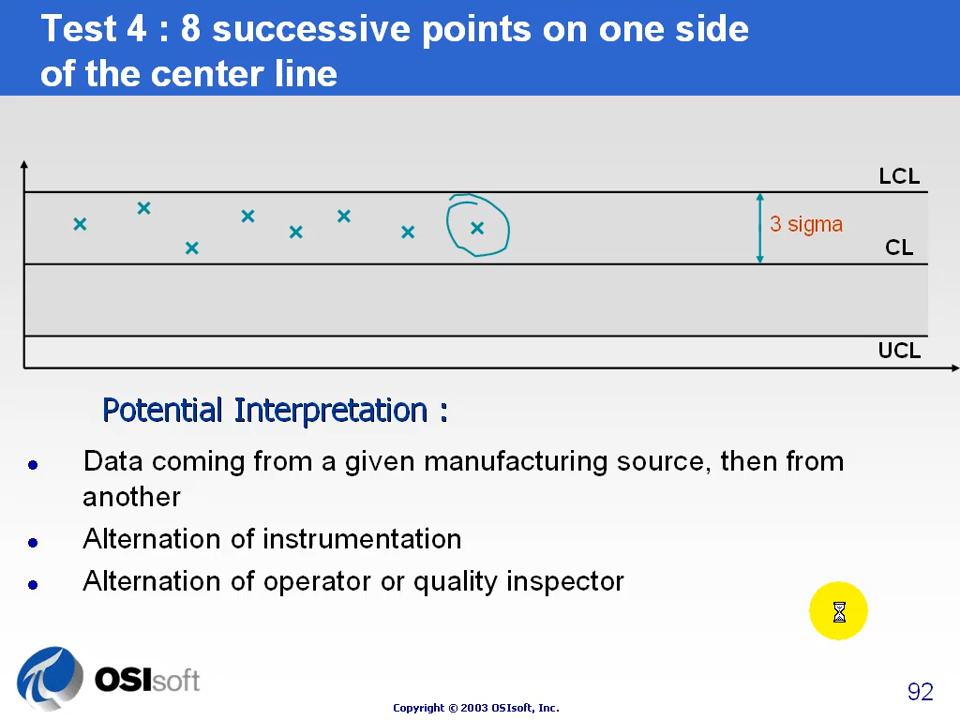 Test 4 : 8 successive points on one side
of the center line
LCL
3 sigma
CL
UCL
Potential Interpretation :
Data coming from a given manufacturing source, then from
another
Alternation of instrumentation
Alternation of operator or quality inspector
OSIsoft
92
Copyright © 2003 OSIsoft, Inc.